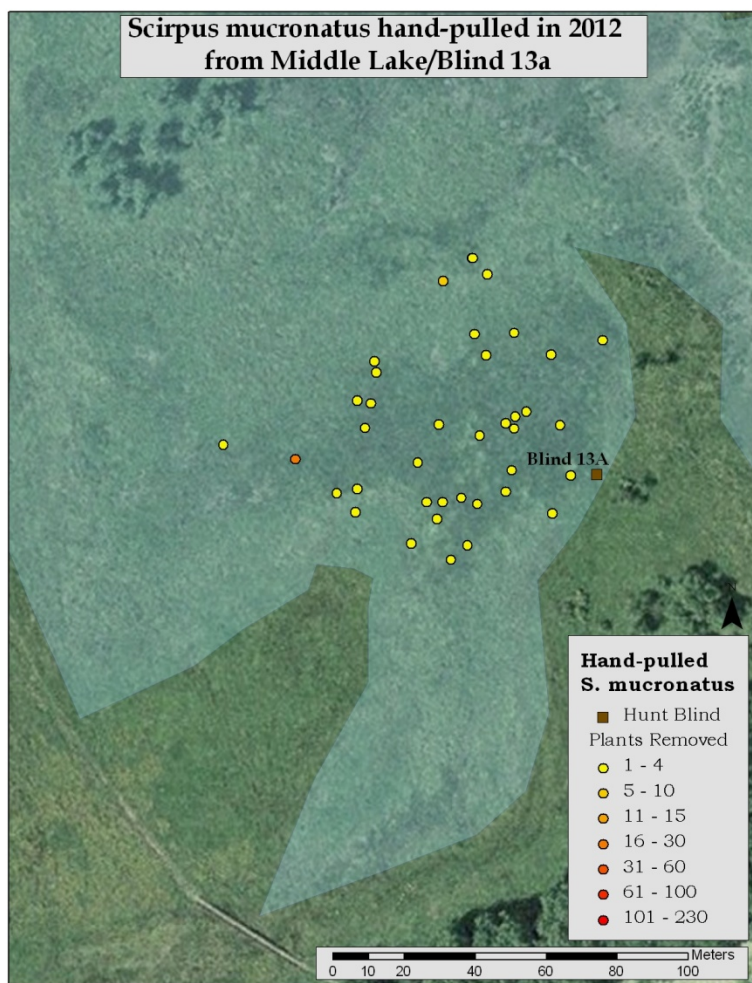 Scirpus mucronatus hand-pulled in 2012
from Middle Lake/Blind 13a
Blind 13A
N
Hand-pulled
S. mucronatus
Hunt Blind
Plants Removed
1 - 4
5 - 10
11 - 15
16 - 30
31 - 60
61 - 100
101 - 230
Meters
0 10 20 40 60 80 100